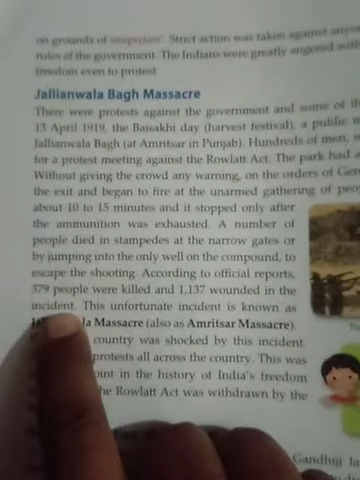 on grounds of suspicion. Strict action was taken against
rules of the government. The Indians were greatly angered
freedom even to protest.
Jallianwala Bagh Massacre
There were protests against the government and some of
13 April 1919, the Baisakhi day (harvest festival), a public
Jallianwala Bagh (at Amritsar in Punjab). Hundreds of men,
for a protest meeting against the Rowlatt Act. The park had
Without giving the crowd any warning, on the orders of
the exit and began to fire at the unarmed gathering of
about 10 to 15 minutes and it stopped only after
the ammunition was exhausted. A number of
people died in stampedes at the narrow gates or
by jumping into the only well on the compound, to
escape the shooting. According to official reports,
379 people were killed and 1,137 wounded in the
incident. This unfortunate incident is known as
la Massacre (also as Amritsar Massacre).
country was shocked by this incident
protests all across the country. This was
in the history of India's freedom
Rowlatt Act was withdrawn by the
Gandhiji